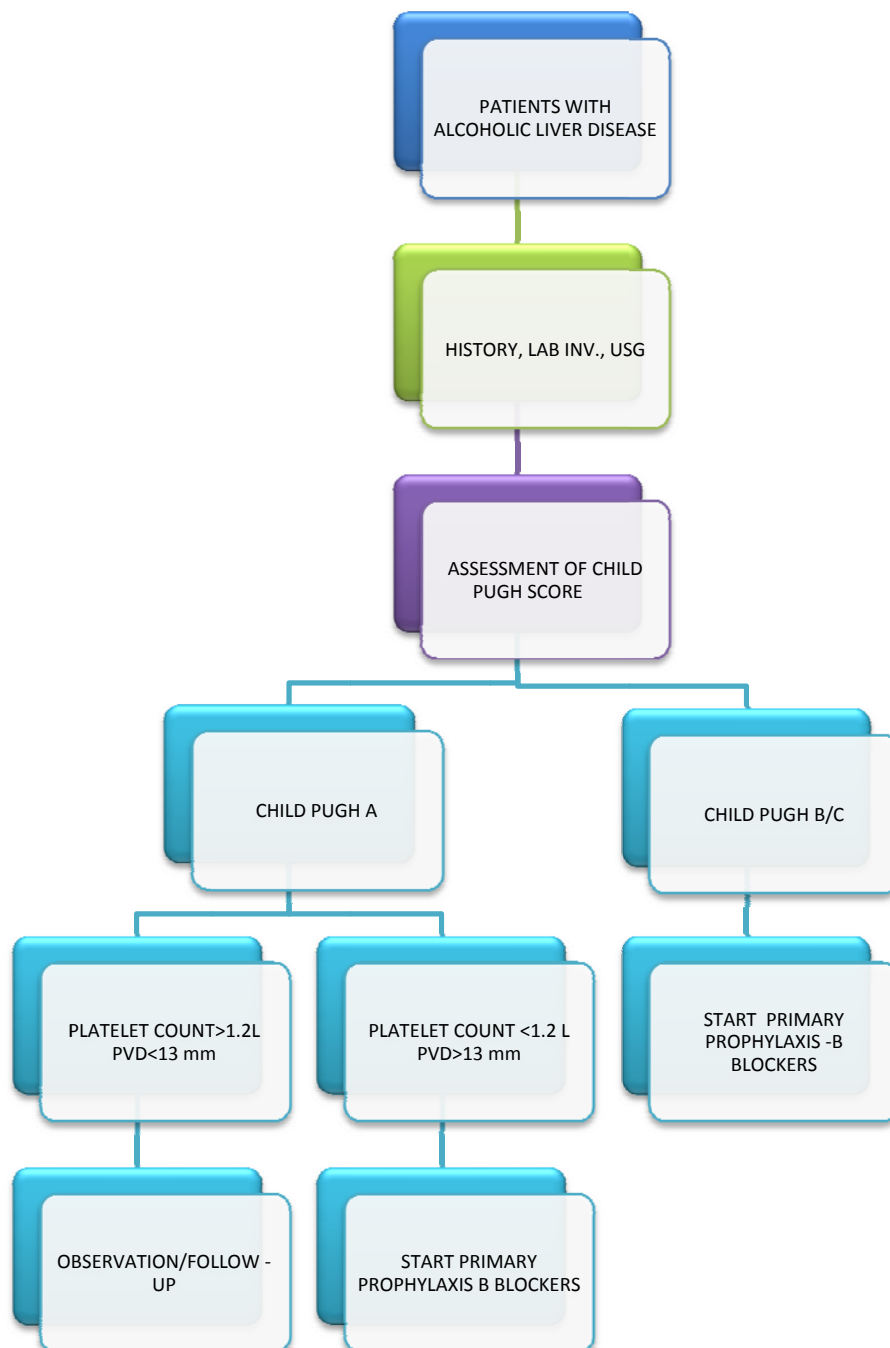 PATIENTS WITH
ALCOHOLIC LIVER DISEASE
HISTORY, LAB INV., USG
ASSESSMENT OF CHILD
PUGH SCORE
CHILD PUGH A
CHILD PUGH B/C
PLATELET COUNT>1.2L
PVD<13 mm
PLATELET COUNT <1.2 L
PVD>13 mm
START PRIMARY
PROPHYLAXIS -B
BLOCKERS
OBSERVATION/FOLLOW -
UP
START PRIMARY
PROPHYLAXIS B BLOCKERS